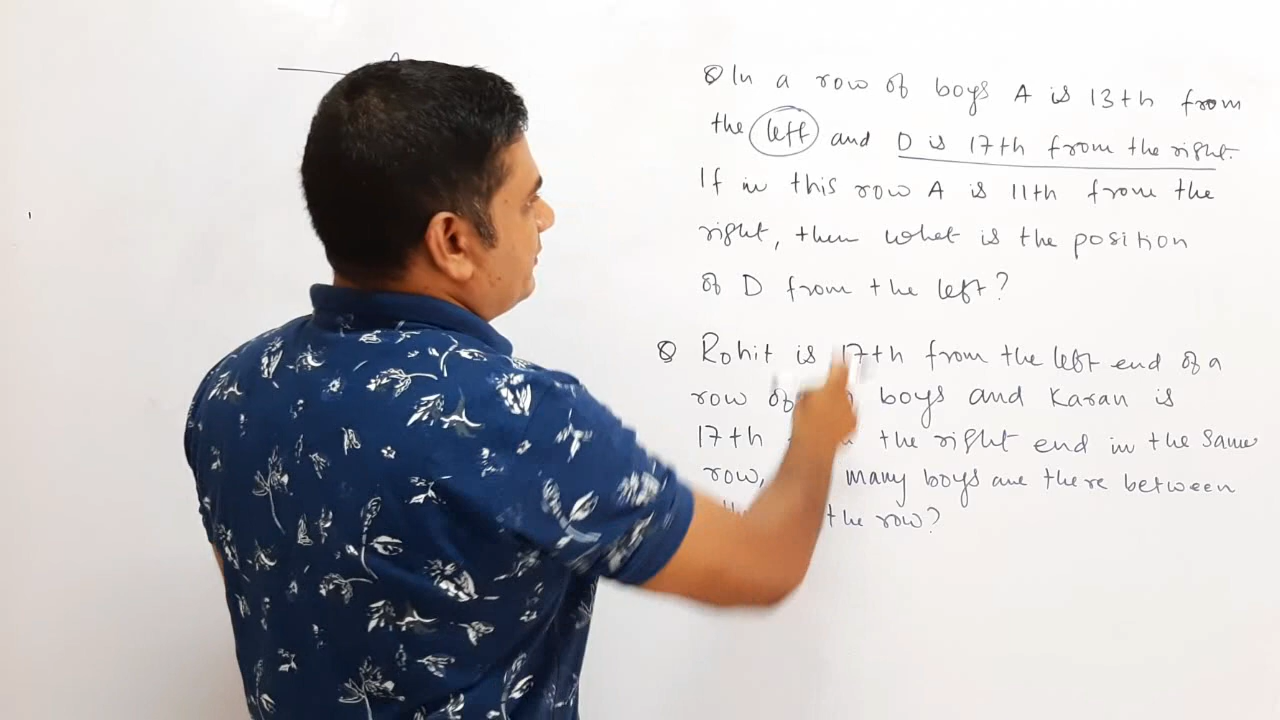 A
Q In a row of boys A is 13th from
the left and D is 17th from the right.
If in this row A is 11th from the
right, then what is the position
of D from the left?
Q Rohit is 17th from the left end of a
row of boys and Karan is
17th the right end in the same
row, many boys are there between
the row?